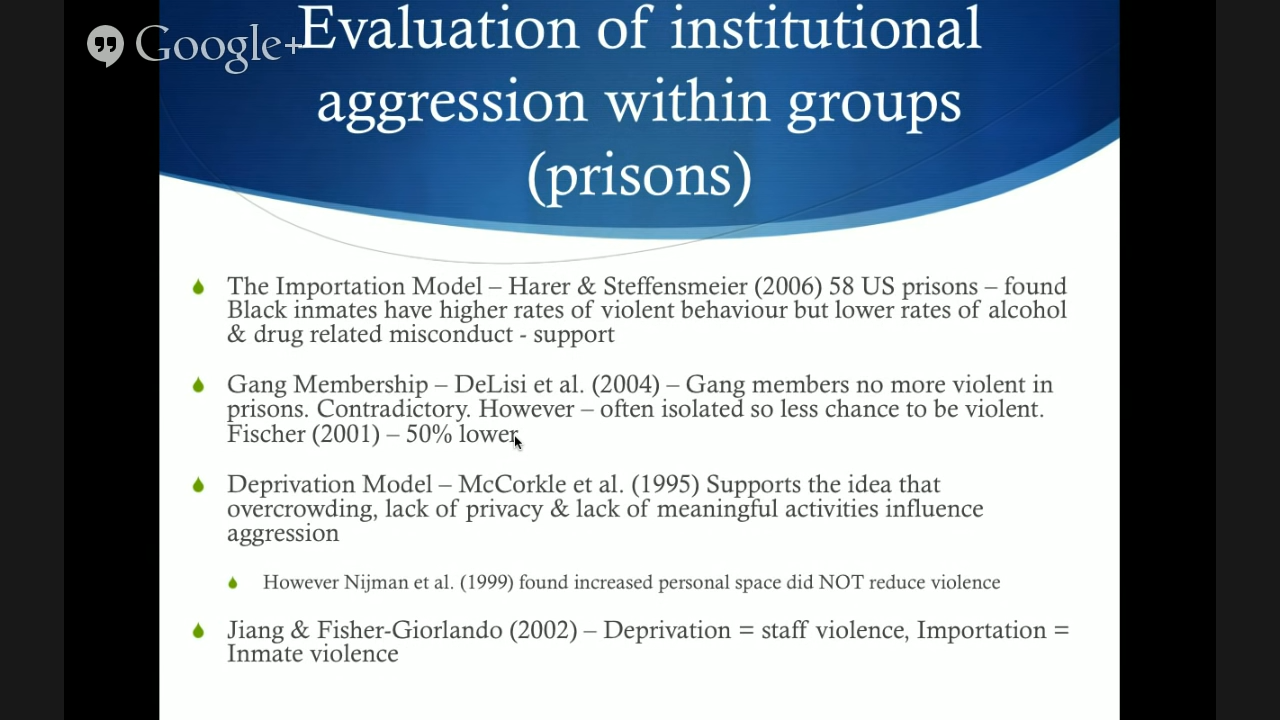 Google+
Evaluation of institutional
aggression within groups
(prisons)
The Importation Model – Harer & Steffensmeier (2006) 58 US prisons – found
Black inmates have higher rates of violent behaviour but lower rates of alcohol
& drug related misconduct - support
Gang Membership – DeLisi et al. (2004) – Gang members no more violent in
prisons. Contradictory. However – often isolated so less chance to be violent.
Fischer (2001) – 50% lower
Deprivation Model – McCorkle et al. (1995) Supports the idea that
overcrowding, lack of privacy & lack of meaningful activities influence
aggression
However Nijman et al. (1999) found increased personal space did NOT reduce violence
Jiang & Fisher-Giorlando (2002) – Deprivation = staff violence, Importation =
Inmate violence